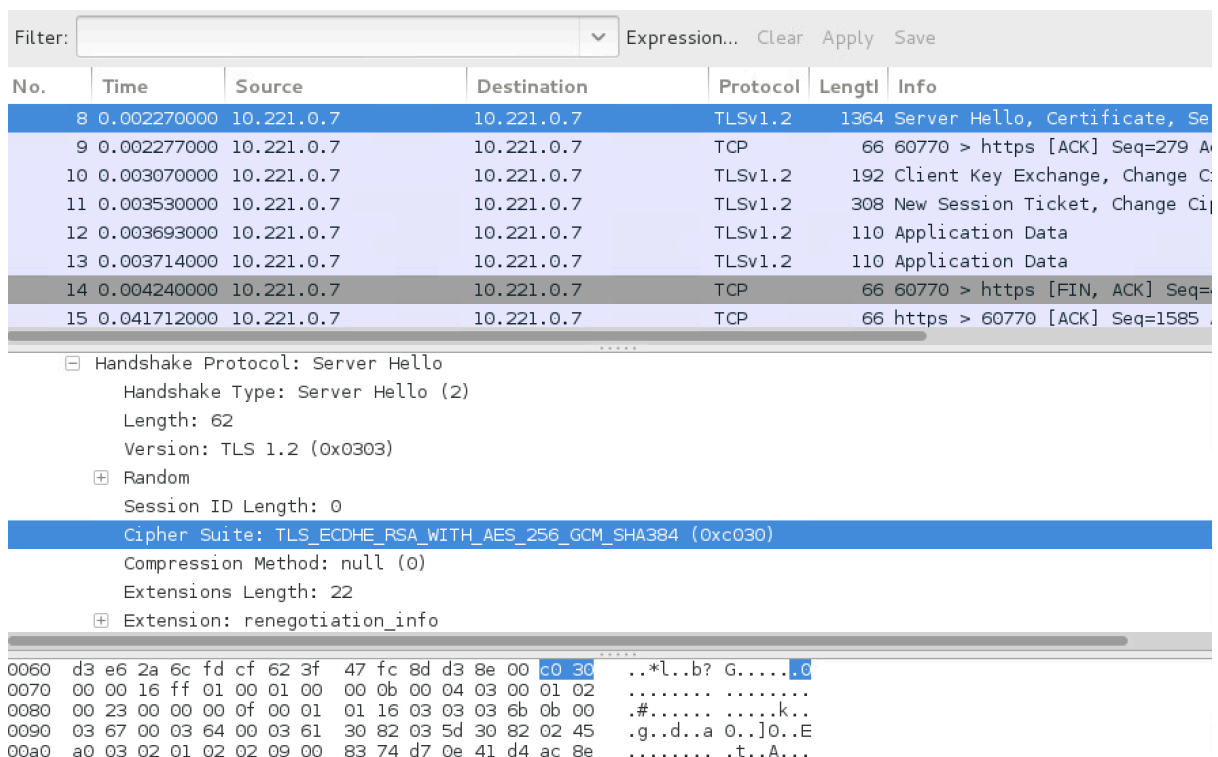 Filter: Expression... Clear Apply Save
No. Time Source Destination Protocol Lengtl Info
8 0.002270000 10.221.0.7 10.221.0.7 TLSv1.2 1364 Server Hello, Certificate, Se
9 0.002277000 10.221.0.7 10.221.0.7 TCP 66 60770 > https [ACK] Seq=279 A
10 0.003070000 10.221.0.7 10.221.0.7 TLSv1.2 192 Client Key Exchange, Change C
11 0.003530000 10.221.0.7 10.221.0.7 TLSv1.2 308 New Session Ticket, Change Ci
12 0.003693000 10.221.0.7 10.221.0.7 TLSv1.2 110 Application Data
13 0.003714000 10.221.0.7 10.221.0.7 TLSv1.2 110 Application Data
14 0.004240000 10.221.0.7 10.221.0.7 TCP 66 60770 > https [FIN, ACK] Seq=
15 0.041712000 10.221.0.7 10.221.0.7 TCP 66 https > 60770 [ACK] Seq=1585
Handshake Protocol: Server Hello
Handshake Type: Server Hello (2)
Length: 62
Version: TLS 1.2 (0x0303)
Random
Session ID Length: 0
Cipher Suite: TLS_ECDHE_RSA_WITH_AES_256_GCM_SHA384 (0xc030)
Compression Method: null (0)
Extensions Length: 22
Extension: renegotiation_info
0060 d3 e6 2a 6c fd cf 62 3f 47 fc 8d d3 8e 00 c0 30 ..*l..b? G......0
0070 00 00 16 ff 01 00 01 00 00 0b 00 04 03 00 01 02 ........ ........
0080 00 23 00 00 00 0f 00 01 01 16 03 03 03 6b 0b 00 .#...... .....k..
0090 03 67 00 03 64 00 03 61 30 82 03 5d 30 82 02 45 .g..d..a 0..]0..E
00a0 a0 03 02 01 02 02 09 00 83 74 d7 0e 41 d4 ac 8e ........ .t..A...